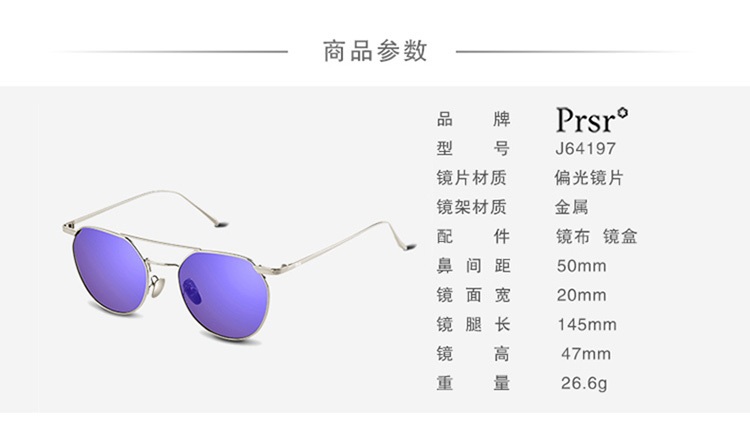 商品参数
品 牌 Prsr
型 号 J64197
镜片材质 偏光镜片
镜架材质 金属
配 件 镜布 镜盒
鼻 间 距 50mm
镜 面 宽 20mm
镜 腿 长 145mm
镜 高 47mm
重 量 26.6g